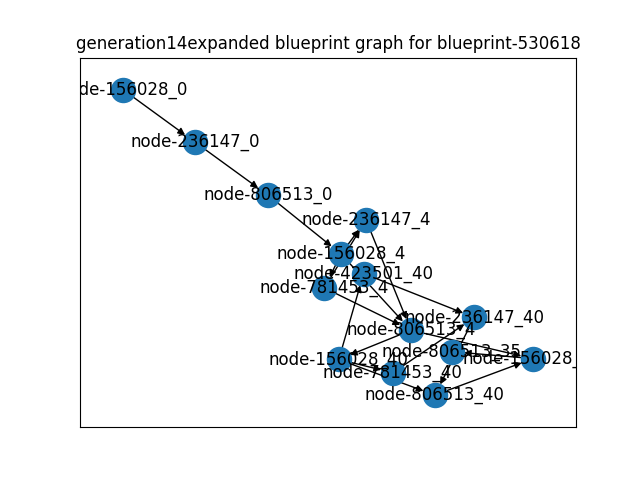 generation14expanded blueprint graph for blueprint-530618
de-156028_0
node-236147_0
node-806513_0
node-236147_4
node-156028_4
node-423501_40
node-781453_4
node-236147_40
node-806513_4
node-806513_35
node-156028_40
node-156028_
node-781453_40
node-806513_40